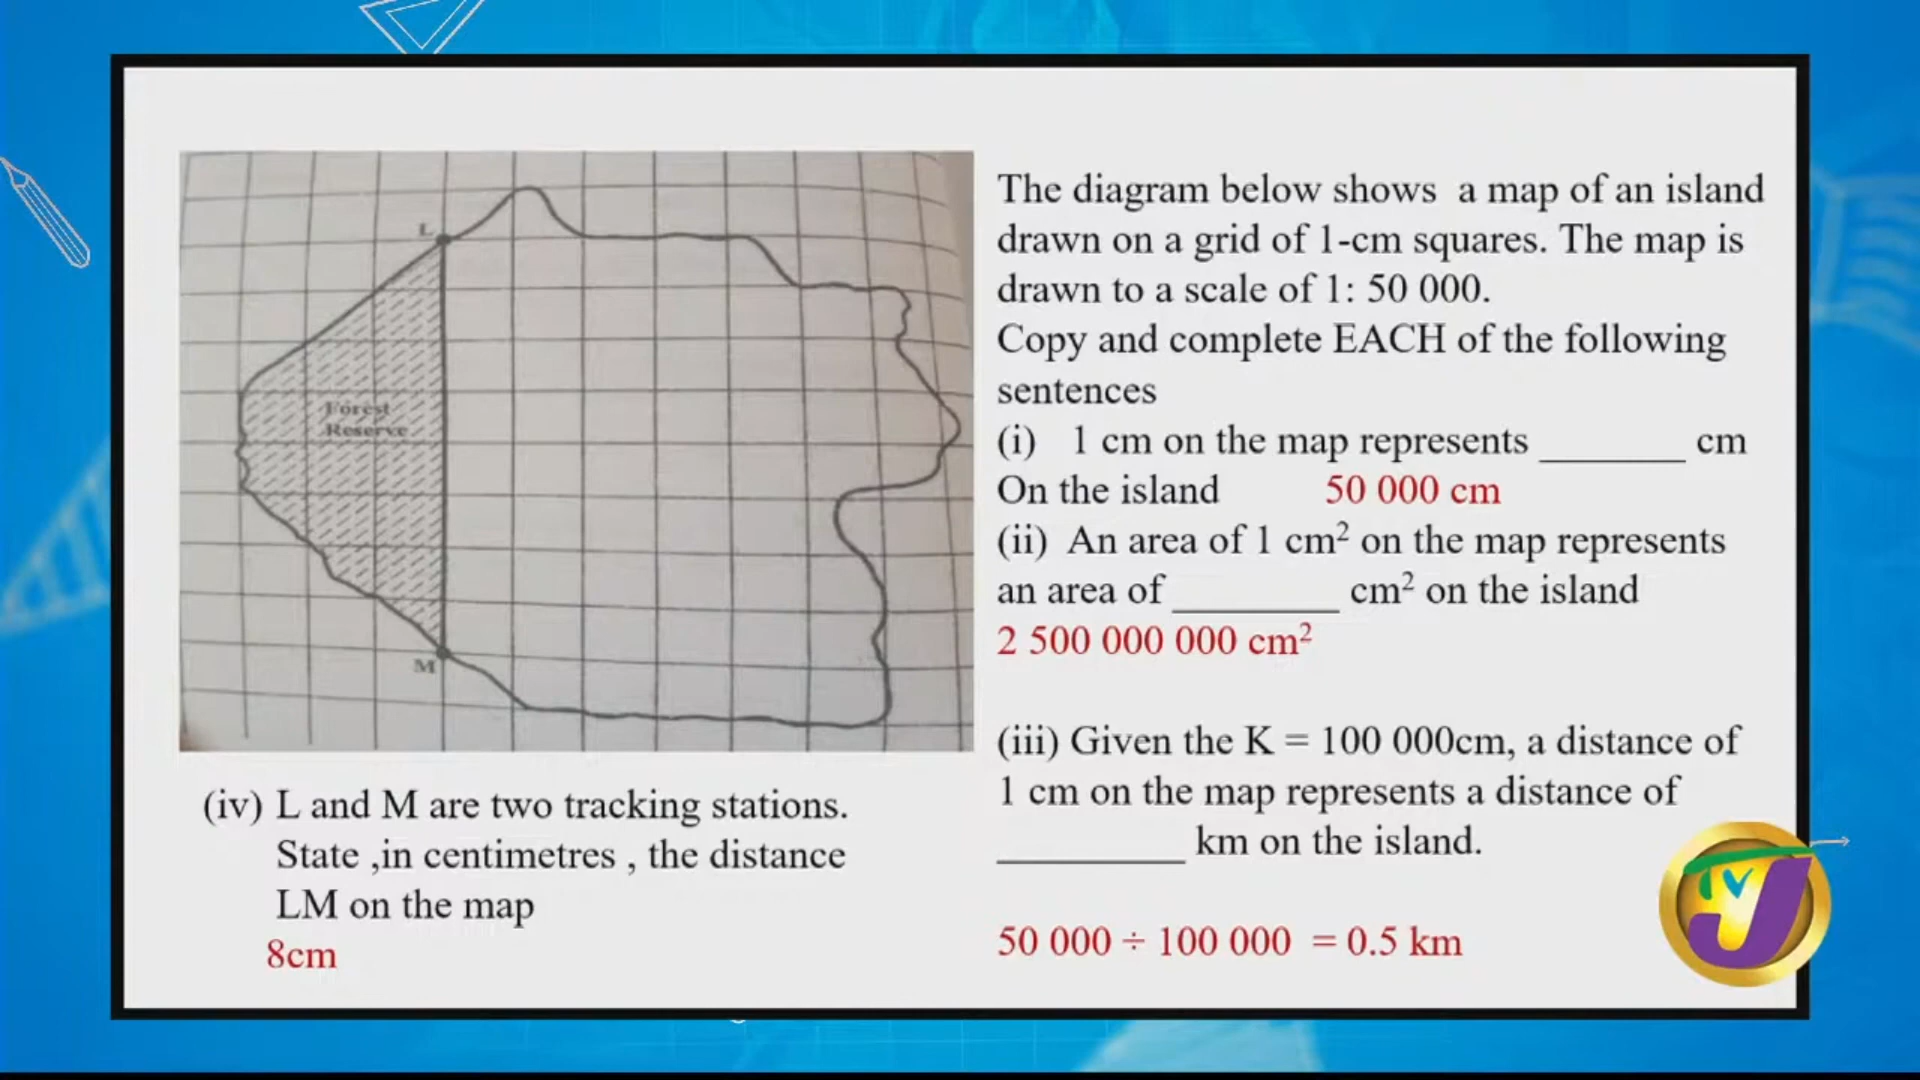 L
Forest
Reserve
M
The diagram below shows a map of an island
drawn on a grid of 1-cm squares. The map is
drawn to a scale of 1: 50 000.
Copy and complete EACH of the following
sentences
(i) 1 cm on the map represents _______ cm
On the island 50 000 cm
(ii) An area of 1 cm² on the map represents
an area of ________ cm² on the island
2 500 000 000 cm²
(iii) Given the K = 100 000cm, a distance of
1 cm on the map represents a distance of
_________ km on the island.
50 000 ÷ 100 000 = 0.5 km
(iv) L and M are two tracking stations.
State ,in centimetres , the distance
LM on the map
8cm
TVJ